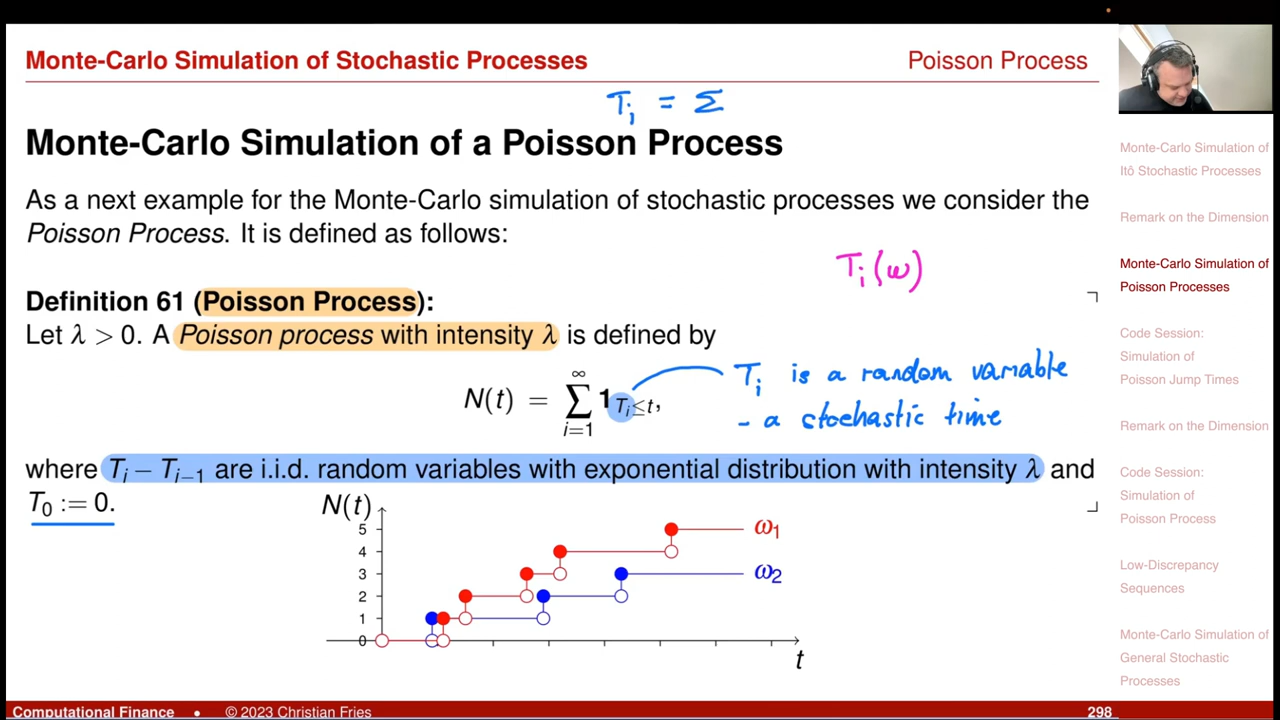 Monte-Carlo Simulation of Stochastic Processes
Poisson Process
T_i = Σ
Monte-Carlo Simulation of a Poisson Process
As a next example for the Monte-Carlo simulation of stochastic processes we consider the
Poisson Process. It is defined as follows:
T_i(ω)
Definition 61 (Poisson Process):
Let λ > 0. A Poisson process with intensity λ is defined by
N(t) = ∑_{i=1}^{∞} 1_{T_i≤t},
T_i is a random variable
- a stochastic time
where T_i − T_{i−1} are i.i.d. random variables with exponential distribution with intensity λ and
T_0 := 0.
N(t)
5
4
3
2
1
0
ω_1
ω_2
t
Monte-Carlo Simulation of
Itô Stochastic Processes
Remark on the Dimension
Monte-Carlo Simulation of
Poisson Processes
Code Session:
Simulation of
Poisson Jump Times
Remark on the Dimension
Code Session:
Simulation of
Poisson Process
Low-Discrepancy
Sequences
Monte-Carlo Simulation of
General Stochastic
Processes
Computational Finance • © 2023 Christian Fries
298